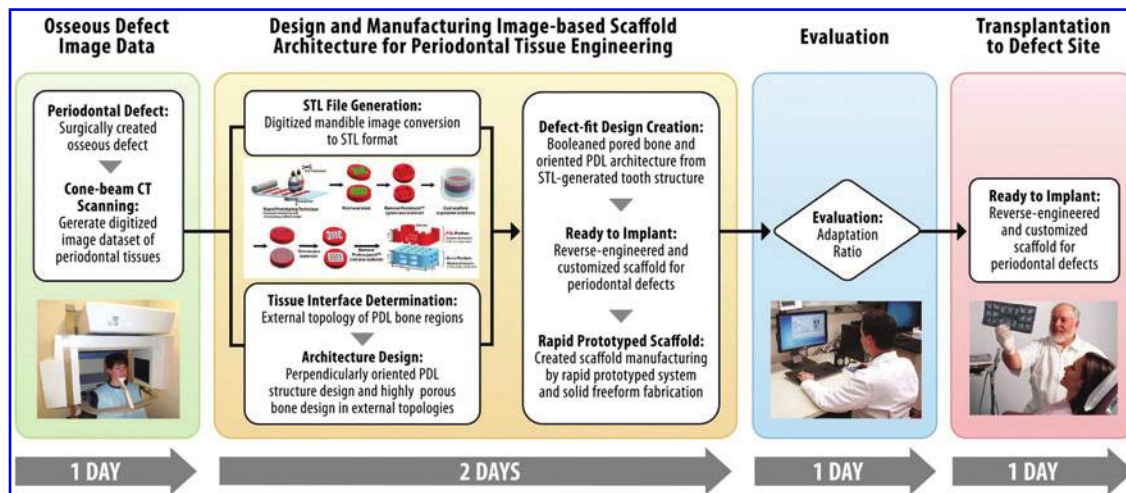 Osseous Defect
Image Data
Design and Manufacturing Image-based Scaffold
Architecture for Periodontal Tissue Engineering
Evaluation
Transplantation
to Defect Site
Periodontal Defect:
Surgically created
osseous defect
Cone-beam CT
Scanning:
Gererate digitized
image dataset of
periodontal tissues
STL File Generation:
Digitized mandible image conversion
to STL format
Rapid Prototyping Technique
PDL Portion
Bone Portion
Tissue Interface Determination:
External topology of PDL bone regions
Architecture Design:
Perpendicularly oriented PDL
structure design and highly porous
bone design in external topologies
Defect-fit Design Creation:
Booleaned pored bone and
oriented PDL architecture from
STL-generated tooth structure
Ready to Implant:
Reverse-engineered and
customized scaffold for
periodontal defects
Rapid Prototyped Scaffold:
Created scaffold manufacturing
by rapid prototyped system
and solid freeform fabrication
Evaluation:
Adaptation
Ratio
Ready to Implant:
Reverse-engineered
and customized
scaffold for
periodontal defects
1 DAY
2 DAYS
1 DAY
1 DAY